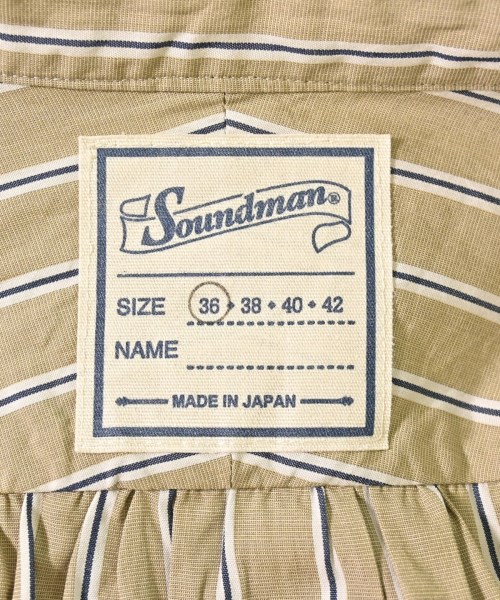 Soundman®
SIZE 36 • 38 • 40 • 42
NAME
MADE IN JAPAN